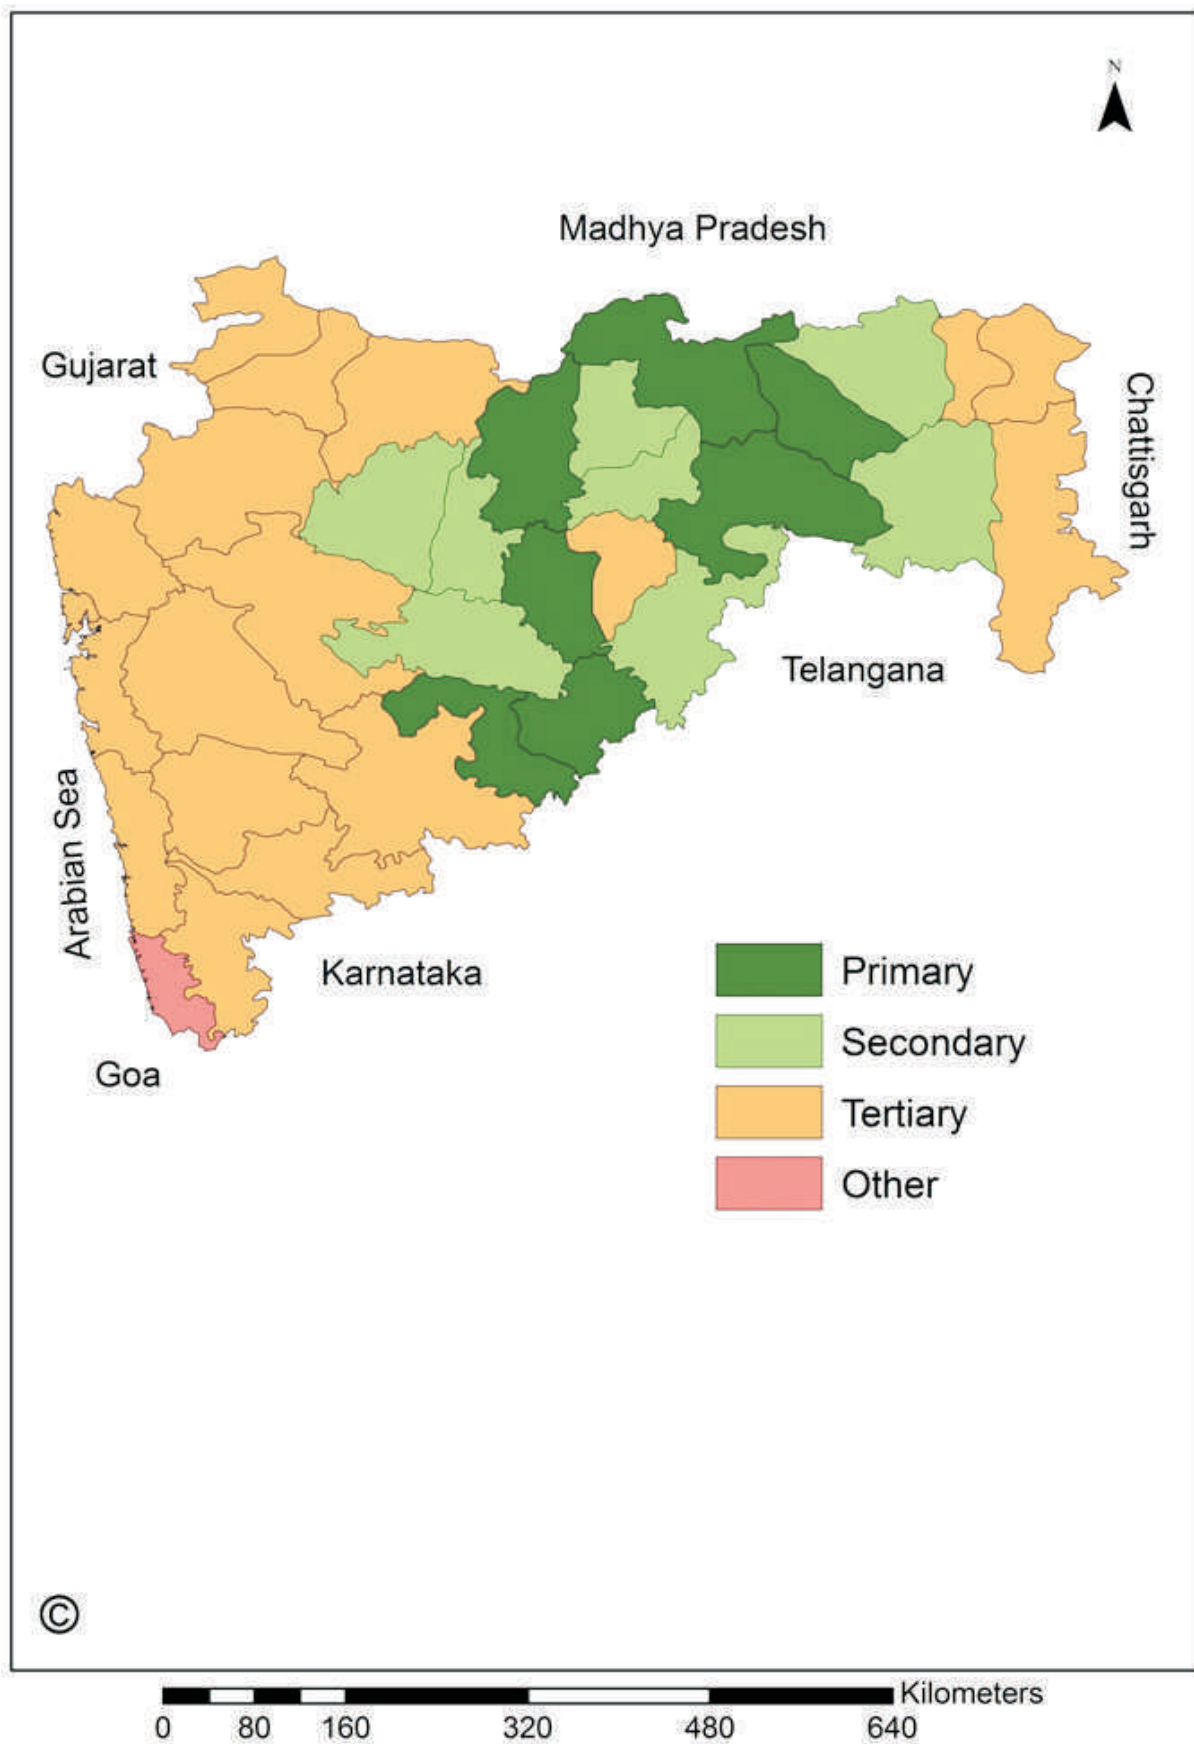 N
Madhya Pradesh
Gujarat
Chattisgarh
Telangana
Arabian Sea
Karnataka
Goa
Primary
Secondary
Tertiary
Other
©
Kilometers
0 80 160 320 480 640